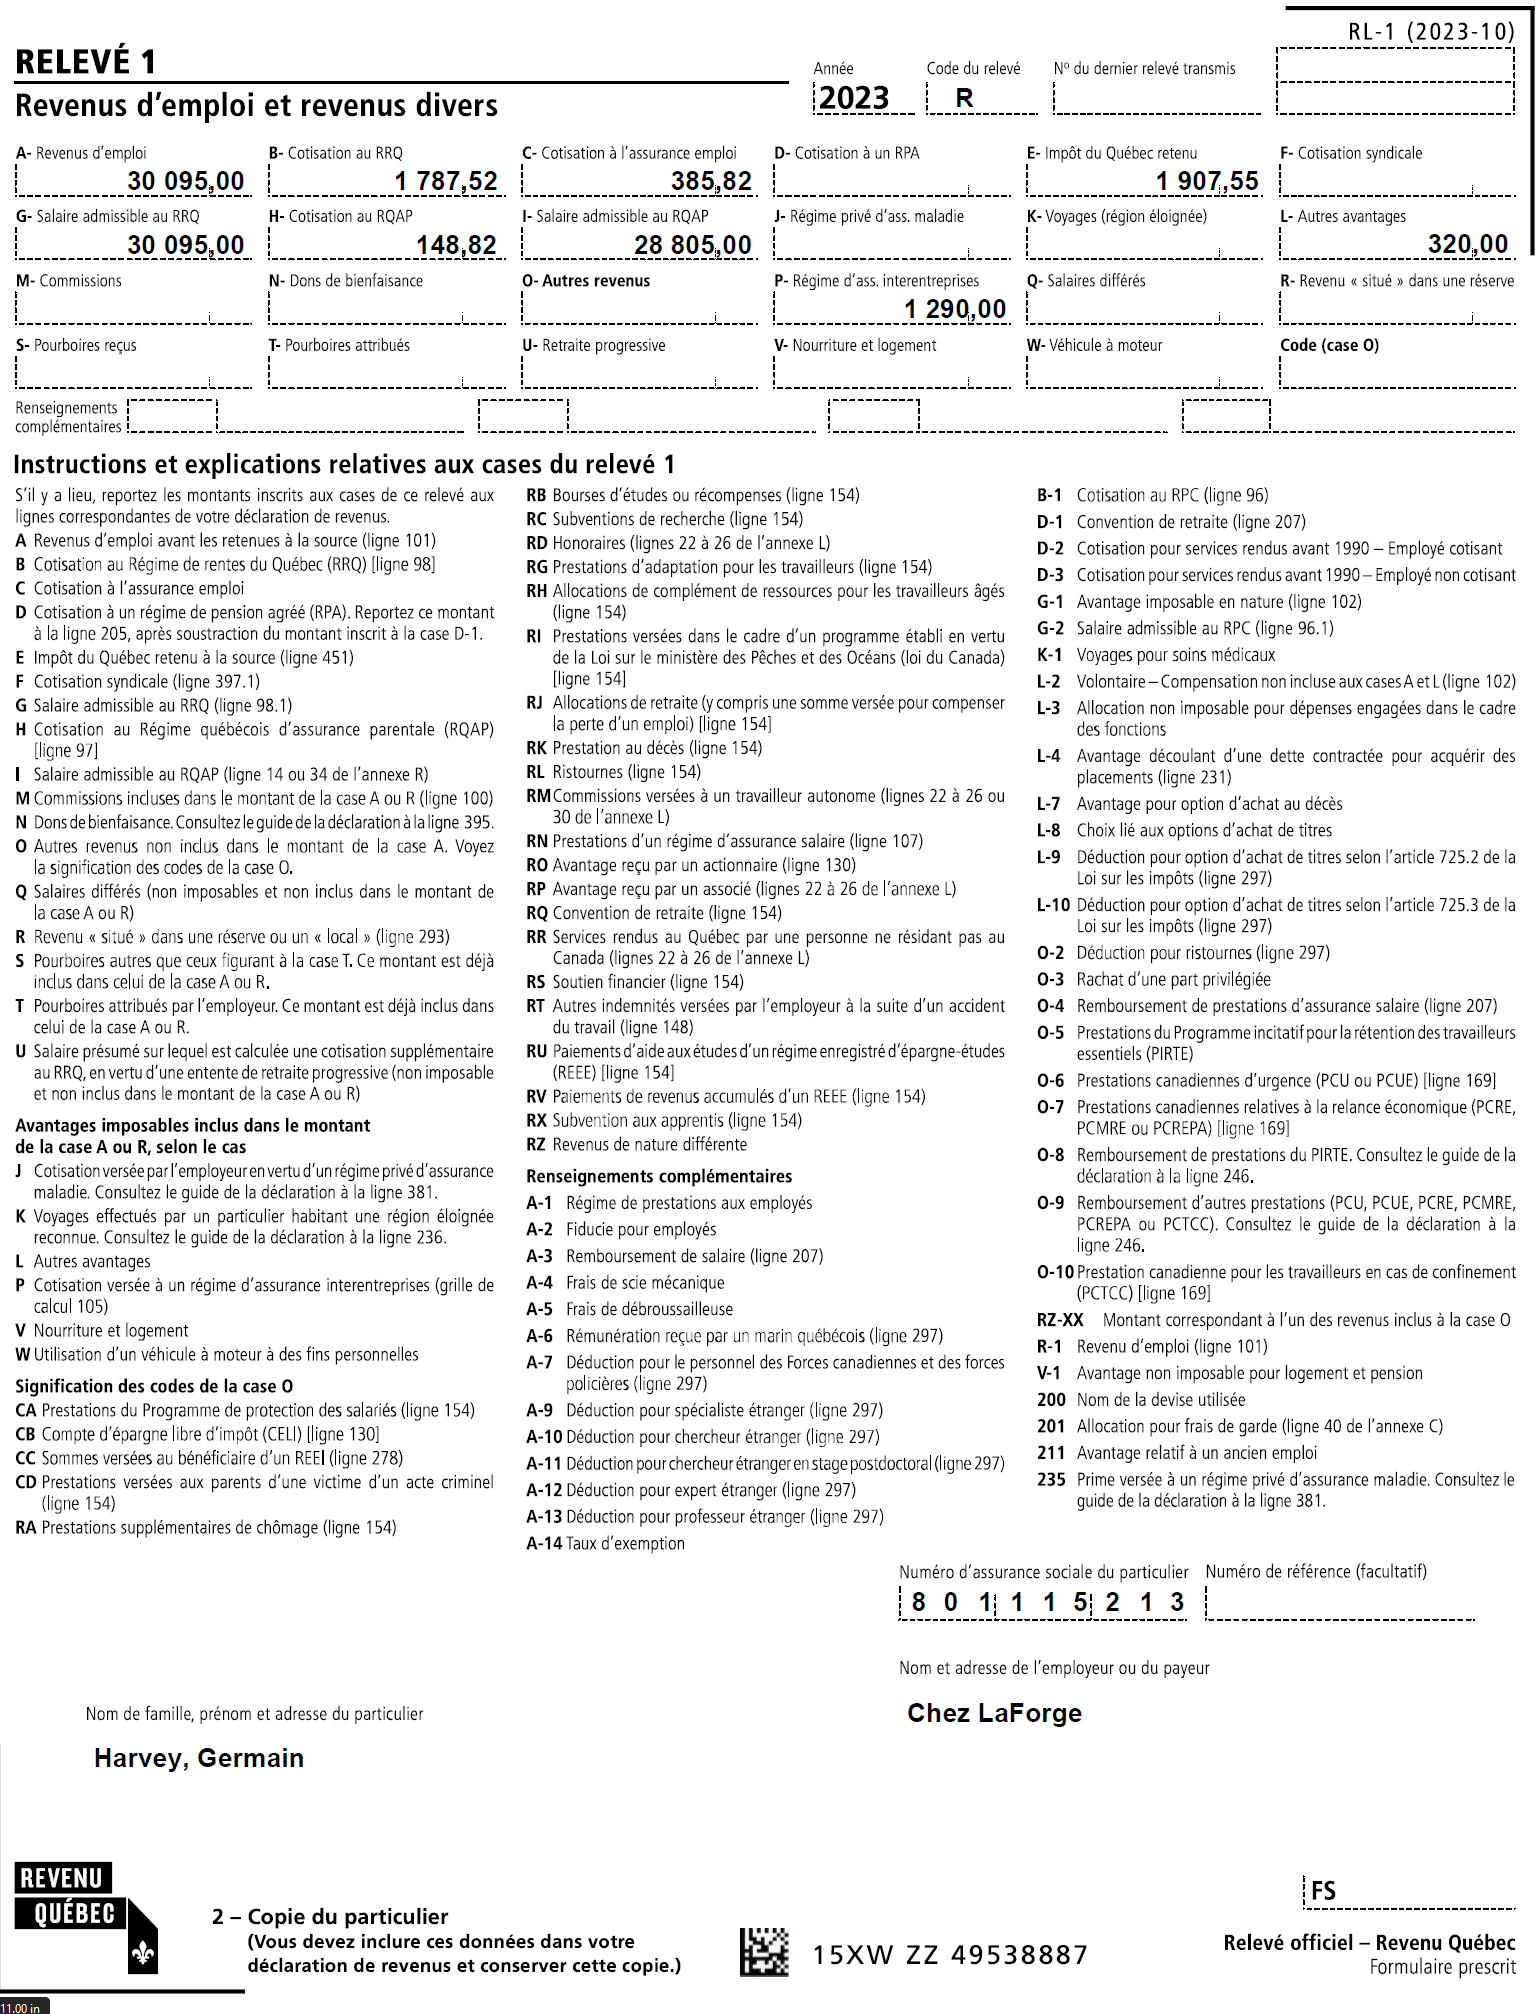 RL-1 (2023-10)
RELEVÉ 1
Revenus d'emploi et revenus divers
Année
2023
Code du relevé
R
Nº du dernier relevé transmis
A- Revenus d'emploi B- Cotisation au RRQ C- Cotisation à l'assurance emploi D- Cotisation à un RPA E- Impôt du Québec retenu F- Cotisation syndicale
30 095,00 1 787,52 385,82 1 907,55
G- Salaire admissible au RRQ H- Cotisation au RQAP I- Salaire admissible au RQAP J- Régime privé d'ass. maladie K- Voyages (région éloignée) L- Autres avantages
30 095,00 148,82 28 805,00 320,00
M- Commissions N- Dons de bienfaisance O- Autres revenus P- Régime d'ass. interentreprises Q- Salaires différés R- Revenu « situé » dans une réserve
1 290,00
S- Pourboires reçus T- Pourboires attribués U- Retraite progressive V- Nourriture et logement W- Véhicule à moteur Code (case O)
Renseignements
complémentaires
Instructions et explications relatives aux cases du relevé 1
S'il y a lieu, reportez les montants inscrits aux cases de ce relevé aux
lignes correspondantes de votre déclaration de revenus.
A Revenus d'emploi avant les retenues à la source (ligne 101)
B Cotisation au Régime de rentes du Québec (RRQ) [ligne 98]
C Cotisation à l'assurance emploi
D Cotisation à un régime de pension agréé (RPA). Reportez ce montant
à la ligne 205, après soustraction du montant inscrit à la case D-1.
E Impôt du Québec retenu à la source (ligne 451)
F Cotisation syndicale (ligne 397.1)
G Salaire admissible au RRQ (ligne 98.1)
H Cotisation au Régime québécois d'assurance parentale (RQAP)
[ligne 97]
I Salaire admissible au RQAP (ligne 14 ou 34 de l'annexe R)
M Commissions incluses dans le montant de la case A ou R (ligne 100)
N Dons de bienfaisance. Consultez le guide de la déclaration à la ligne 395.
O Autres revenus non inclus dans le montant de la case A. Voyez
la signification des codes de la case O.
Q Salaires différés (non imposables et non inclus dans le montant de
la case A ou R)
R Revenu « situé » dans une réserve ou un « local » (ligne 293)
S Pourboires autres que ceux figurant à la case T. Ce montant est déjà
inclus dans celui de la case A ou R.
T Pourboires attribués par l'employeur. Ce montant est déjà inclus dans
celui de la case A ou R.
U Salaire présumé sur lequel est calculée une cotisation supplémentaire
au RRQ, en vertu d'une entente de retraite progressive (non imposable
et non inclus dans le montant de la case A ou R)
Avantages imposables inclus dans le montant
de la case A ou R, selon le cas
J Cotisation versée par l'employeur en vertu d'un régime privé d'assurance
maladie. Consultez le guide de la déclaration à la ligne 381.
K Voyages effectués par un particulier habitant une région éloignée
reconnue. Consultez le guide de la déclaration à la ligne 236.
L Autres avantages
P Cotisation versée à un régime d'assurance interentreprises (grille de
calcul 105)
V Nourriture et logement
W Utilisation d'un véhicule à moteur à des fins personnelles
Signification des codes de la case O
CA Prestations du Programme de protection des salariés (ligne 154)
CB Compte d'épargne libre d'impôt (CELI) [ligne 130]
CC Sommes versées au bénéficiaire d'un REEI (ligne 278)
CD Prestations versées aux parents d'une victime d'un acte criminel
(ligne 154)
RA Prestations supplémentaires de chômage (ligne 154)
RB Bourses d'études ou récompenses (ligne 154)
RC Subventions de recherche (ligne 154)
RD Honoraires (lignes 22 à 26 de l'annexe L)
RG Prestations d'adaptation pour les travailleurs (ligne 154)
RH Allocations de complément de ressources pour les travailleurs âgés
(ligne 154)
RI Prestations versées dans le cadre d'un programme établi en vertu
de la Loi sur le ministère des Pêches et des Océans (loi du Canada)
[ligne 154]
RJ Allocations de retraite (y compris une somme versée pour compenser
la perte d'un emploi) [ligne 154]
RK Prestation au décès (ligne 154)
RL Ristournes (ligne 154)
RM Commissions versées à un travailleur autonome (lignes 22 à 26 ou
30 de l'annexe L)
RN Prestations d'un régime d'assurance salaire (ligne 107)
RO Avantage reçu par un actionnaire (ligne 130)
RP Avantage reçu par un associé (lignes 22 à 26 de l'annexe L)
RQ Convention de retraite (ligne 154)
RR Services rendus au Québec par une personne ne résidant pas au
Canada (lignes 22 à 26 de l'annexe L)
RS Soutien financier (ligne 154)
RT Autres indemnités versées par l'employeur à la suite d'un accident
du travail (ligne 148)
RU Paiements d'aide aux études d'un régime enregistré d'épargne-études
(REEE) [ligne 154]
RV Paiements de revenus accumulés d'un REEE (ligne 154)
RX Subvention aux apprentis (ligne 154)
RZ Revenus de nature différente
Renseignements complémentaires
A-1 Régime de prestations aux employés
A-2 Fiducie pour employés
A-3 Remboursement de salaire (ligne 207)
A-4 Frais de scie mécanique
A-5 Frais de débroussailleuse
A-6 Rémunération reçue par un marin québécois (ligne 297)
A-7 Déduction pour le personnel des Forces canadiennes et des forces
policières (ligne 297)
A-9 Déduction pour spécialiste étranger (ligne 297)
A-10 Déduction pour chercheur étranger (ligne 297)
A-11 Déduction pour chercheur étranger en stage postdoctoral (ligne 297)
A-12 Déduction pour expert étranger (ligne 297)
A-13 Déduction pour professeur étranger (ligne 297)
A-14 Taux d'exemption
B-1 Cotisation au RPC (ligne 96)
D-1 Convention de retraite (ligne 207)
D-2 Cotisation pour services rendus avant 1990 – Employé cotisant
D-3 Cotisation pour services rendus avant 1990 – Employé non cotisant
G-1 Avantage imposable en nature (ligne 102)
G-2 Salaire admissible au RPC (ligne 96.1)
K-1 Voyages pour soins médicaux
L-2 Volontaire – Compensation non incluse aux cases A et L (ligne 102)
L-3 Allocation non imposable pour dépenses engagées dans le cadre
des fonctions
L-4 Avantage découlant d'une dette contractée pour acquérir des
placements (ligne 231)
L-7 Avantage pour option d'achat au décès
L-8 Choix lié aux options d'achat de titres
L-9 Déduction pour option d'achat de titres selon l'article 725.2 de la
Loi sur les impôts (ligne 297)
L-10 Déduction pour option d'achat de titres selon l'article 725.3 de la
Loi sur les impôts (ligne 297)
O-2 Déduction pour ristournes (ligne 297)
O-3 Rachat d'une part privilégiée
O-4 Remboursement de prestations d'assurance salaire (ligne 207)
O-5 Prestations du Programme incitatif pour la rétention des travailleurs
essentiels (PIRTE)
O-6 Prestations canadiennes d'urgence (PCU ou PCUE) [ligne 169]
O-7 Prestations canadiennes relatives à la relance économique (PCRE,
PCMRE ou PCREPA) [ligne 169]
O-8 Remboursement de prestations du PIRTE. Consultez le guide de la
déclaration à la ligne 246.
O-9 Remboursement d'autres prestations (PCU, PCUE, PCRE, PCMRE,
PCREPA ou PCTCC). Consultez le guide de la déclaration à la
ligne 246.
O-10 Prestation canadienne pour les travailleurs en cas de confinement
(PCTCC) [ligne 169]
RZ-XX Montant correspondant à l'un des revenus inclus à la case O
R-1 Revenu d'emploi (ligne 101)
V-1 Avantage non imposable pour logement et pension
200 Nom de la devise utilisée
201 Allocation pour frais de garde (ligne 40 de l'annexe C)
211 Avantage relatif à un ancien emploi
235 Prime versée à un régime privé d'assurance maladie. Consultez le
guide de la déclaration à la ligne 381.
Numéro d'assurance sociale du particulier Numéro de référence (facultatif)
8 0 1 1 1 5 2 1 3
Nom et adresse de l'employeur ou du payeur
Chez LaForge
Nom de famille, prénom et adresse du particulier
Harvey, Germain
REVENU
QUÉBEC
2 – Copie du particulier
(Vous devez inclure ces données dans votre
déclaration de revenus et conserver cette copie.)
15XW ZZ 49538887
FS
Relevé officiel – Revenu Québec
Formulaire prescrit
11.00 in